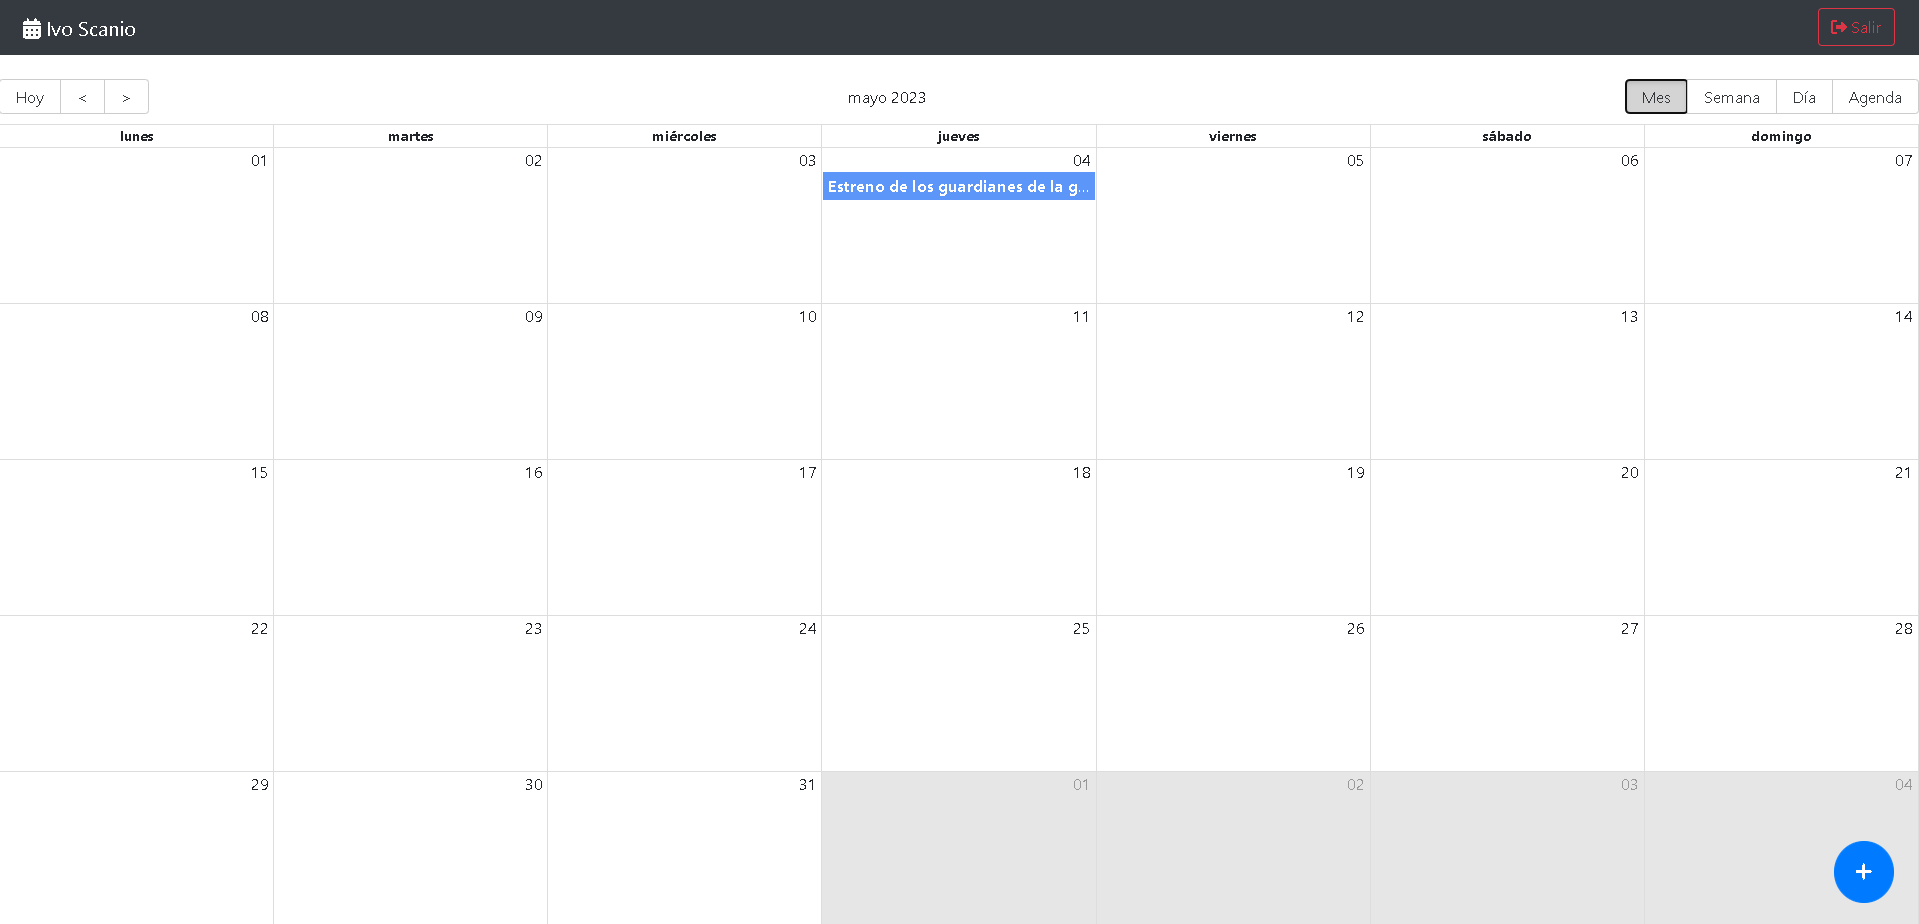 Ivo Scanio
Salir
Hoy < >
mayo 2023
Mes Semana Día Agenda
lunes martes miércoles jueves viernes sábado domingo
01 02 03 04 05 06 07
Estreno de los guardianes de la g...
08 09 10 11 12 13 14
15 16 17 18 19 20 21
22 23 24 25 26 27 28
29 30 31 01 02 03 04
+